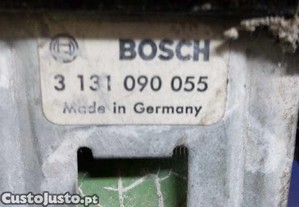 BOSCH
3 131 090 055
Made in Germany
CustoJusto.pt